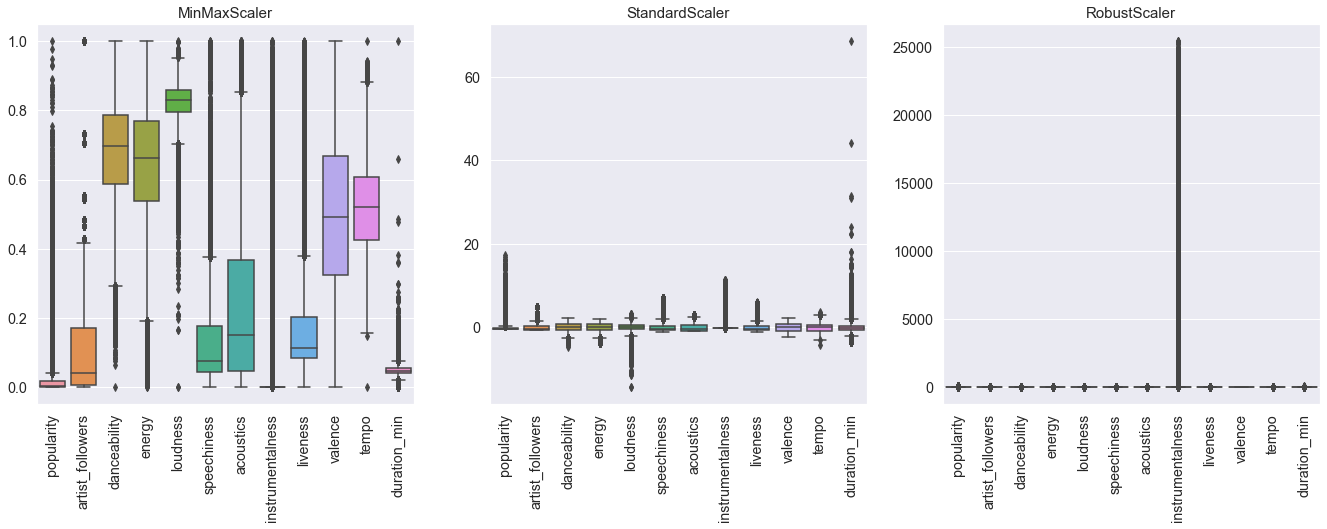 MinMaxScaler
1.0
0.8
0.6
0.4
0.2
0.0
popularity
artist_followers
danceability
energy
loudness
speechiness
acoustics
instrumentalness
liveness
valence
tempo
duration_min
StandardScaler
60
40
20
0
popularity
artist_followers
danceability
energy
loudness
speechiness
acoustics
instrumentalness
liveness
valence
tempo
duration_min
RobustScaler
25000
20000
15000
10000
5000
0
popularity
artist_followers
danceability
energy
loudness
speechiness
acoustics
instrumentalness
liveness
valence
tempo
duration_min